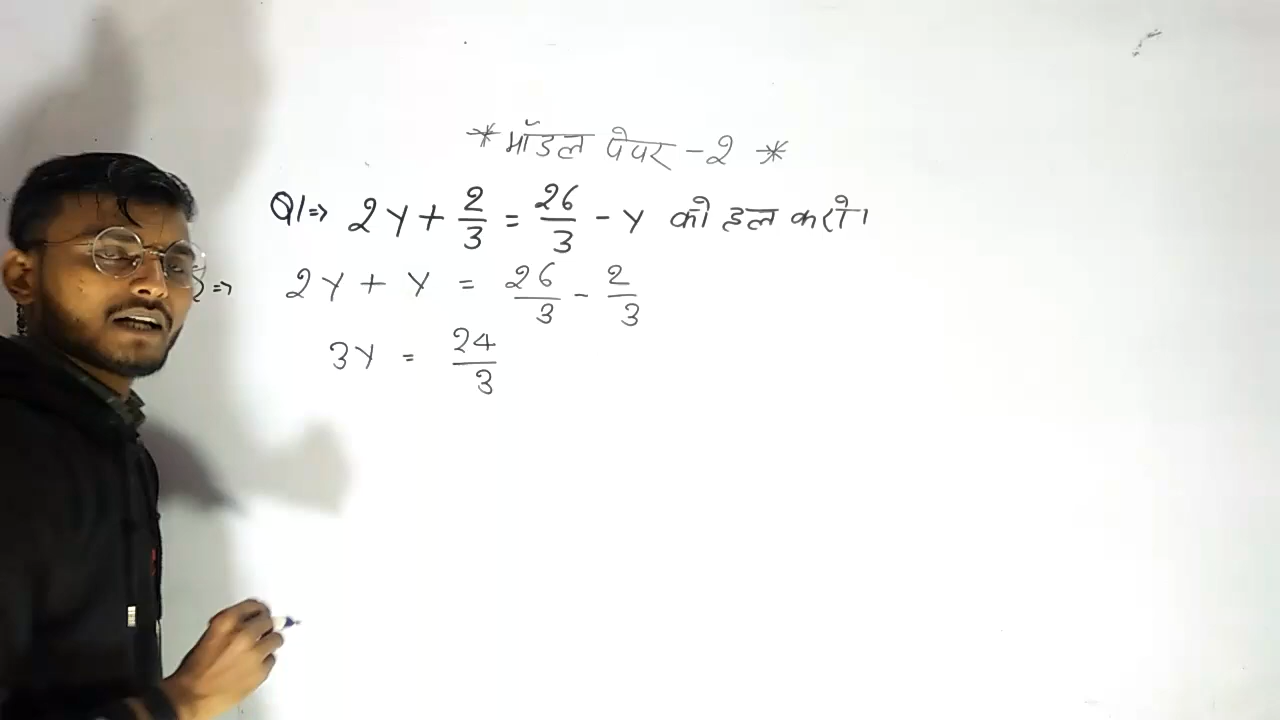 * मॉडल पेपर - 2 *
Q1⇒ 2y + 2/3 = 26/3 - y को हल करो।
⇒ 2y + y = 26/3 - 2/3
3y = 24/3